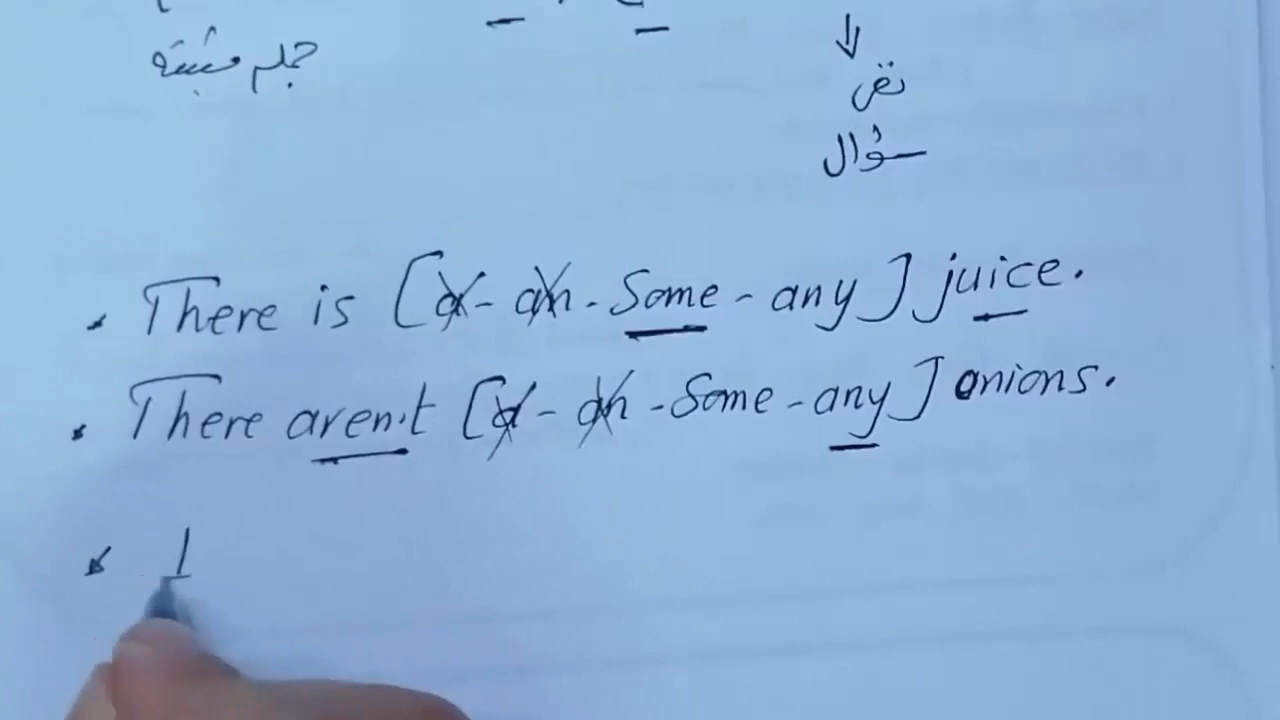 جمل مثبتة
نفي
سؤال
There is [a - an - Some - any] juice.
There aren't [a - an - Some - any] onions.
I